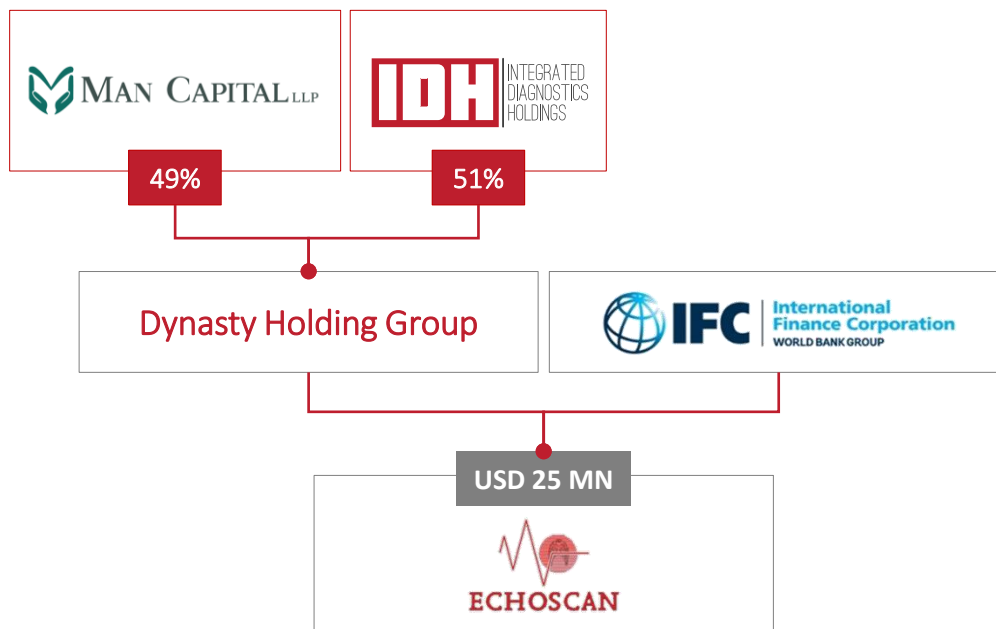 MAN CAPITAL LLP
IDH
INTEGRATED
DIAGNOSTICS
HOLDINGS
49%
51%
Dynasty Holding Group
IFC
International
Finance Corporation
WORLD BANK GROUP
USD 25 MN
ECHOSCAN